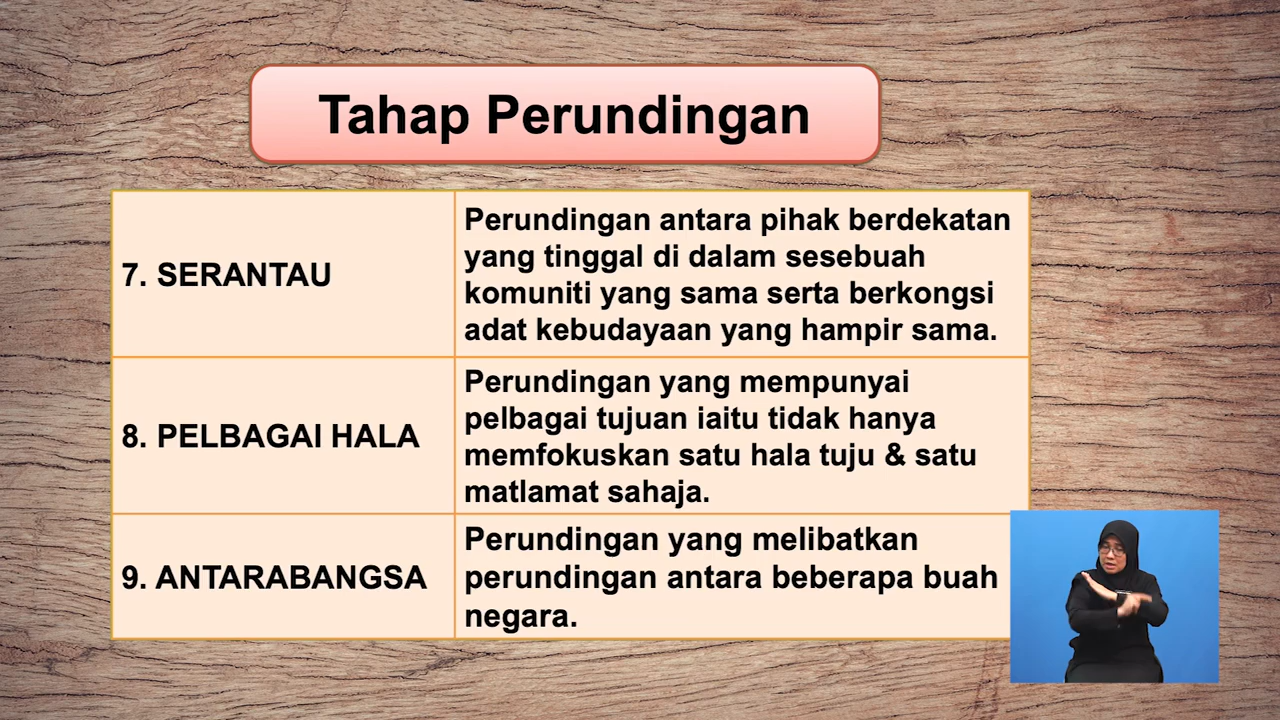 Tahap Perundingan
7. SERANTAU
Perundingan antara pihak berdekatan
yang tinggal di dalam sesebuah
komuniti yang sama serta berkongsi
adat kebudayaan yang hampir sama.
8. PELBAGAI HALA
Perundingan yang mempunyai
pelbagai tujuan iaitu tidak hanya
memfokuskan satu hala tuju & satu
matlamat sahaja.
9. ANTARABANGSA
Perundingan yang melibatkan
perundingan antara beberapa buah
negara.